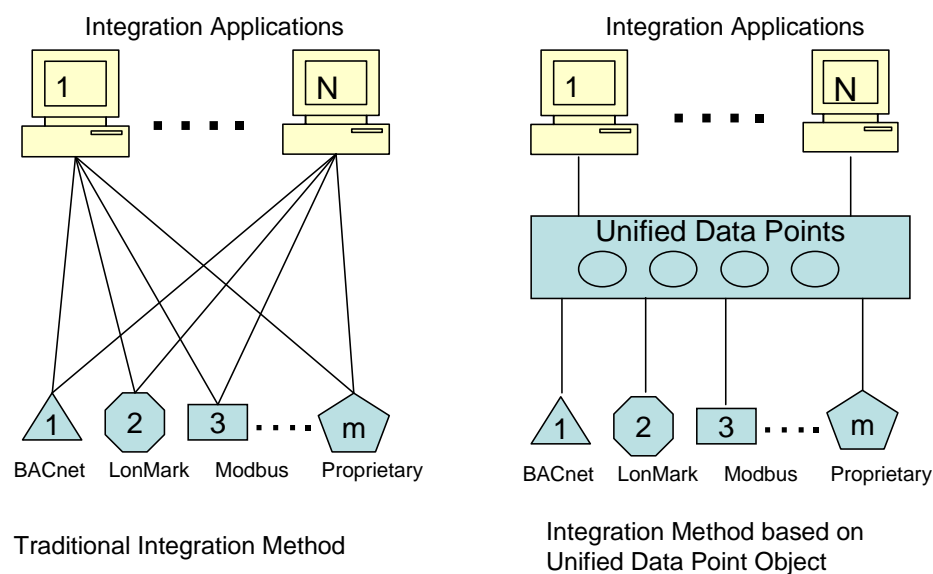 Integration Applications
1
N
1
2
3
m
BACnet
LonMark
Modbus
Proprietary
Traditional Integration Method
Integration Applications
1
N
Unified Data Points
1
2
3
m
BACnet
LonMark
Modbus
Proprietary
Integration Method based on
Unified Data Point Object